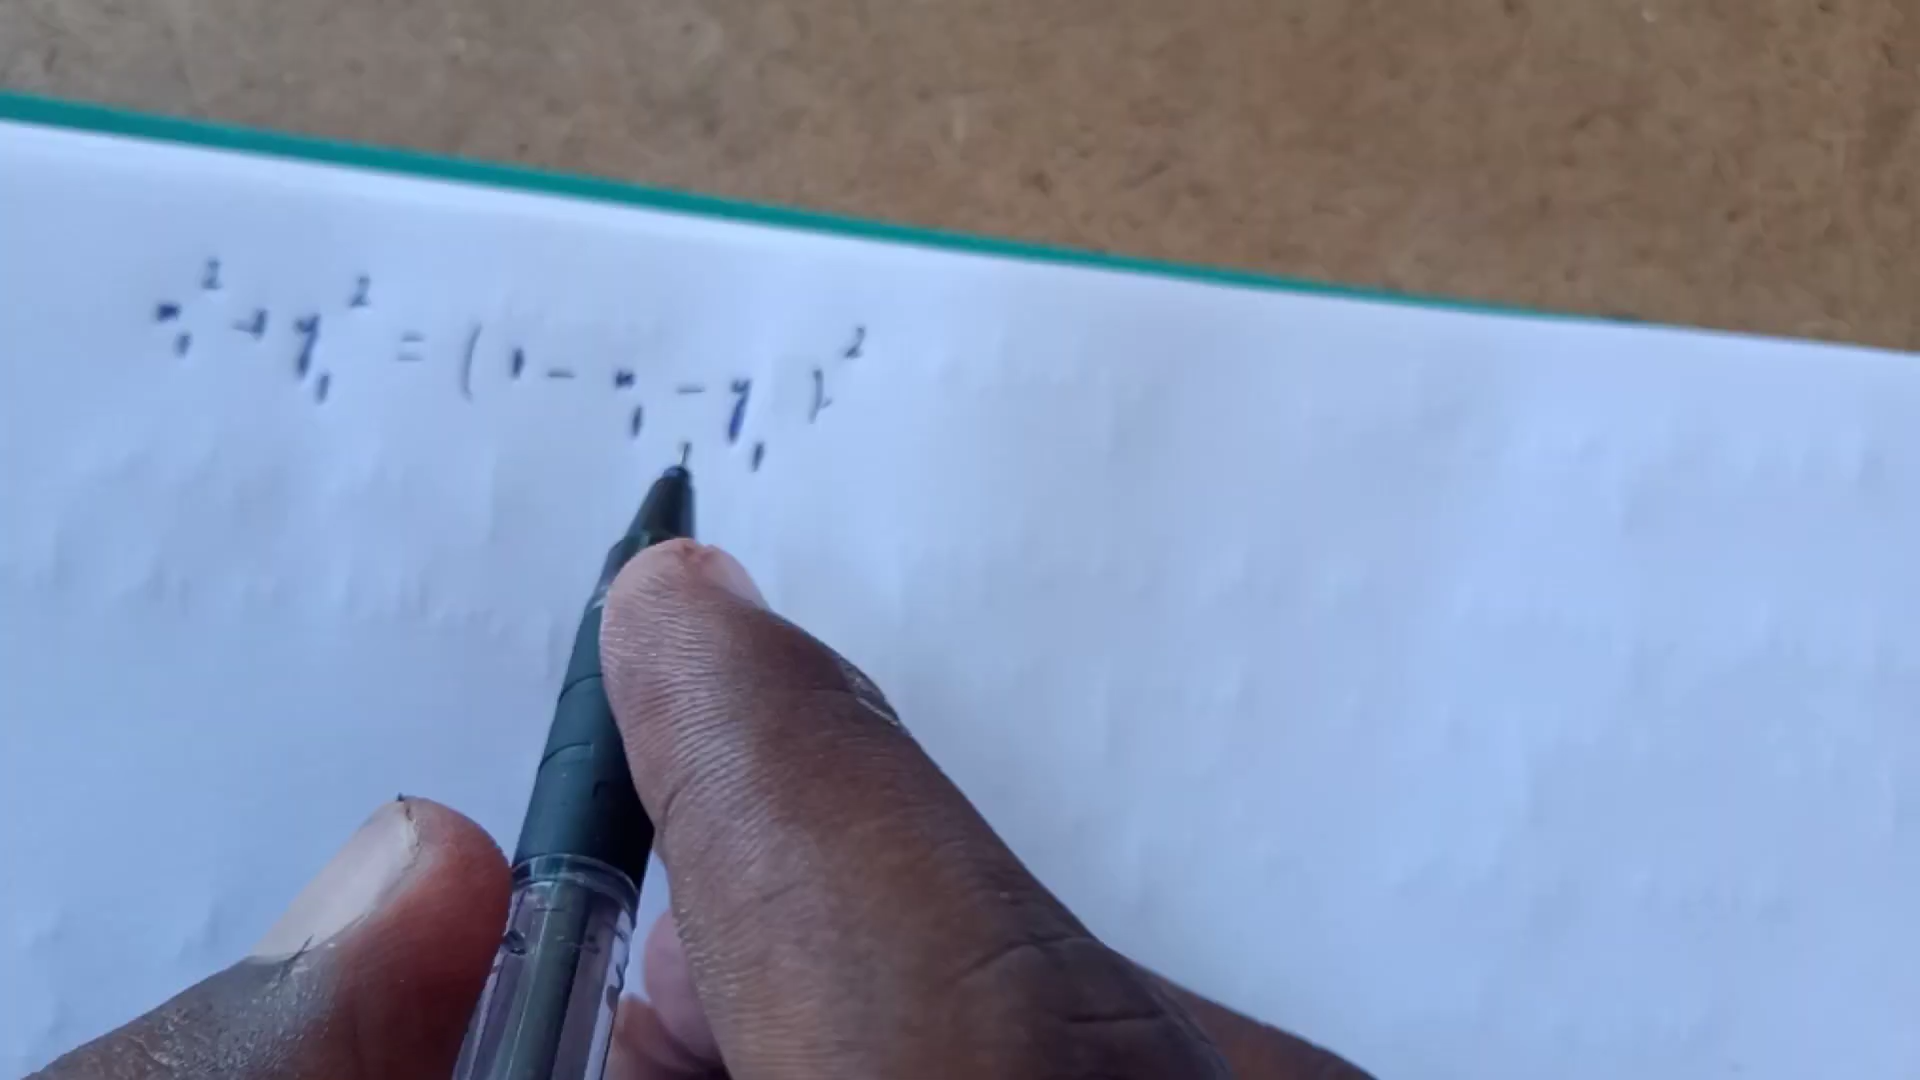 x₁² + y₁² = (1 - x₁ - y₁)²